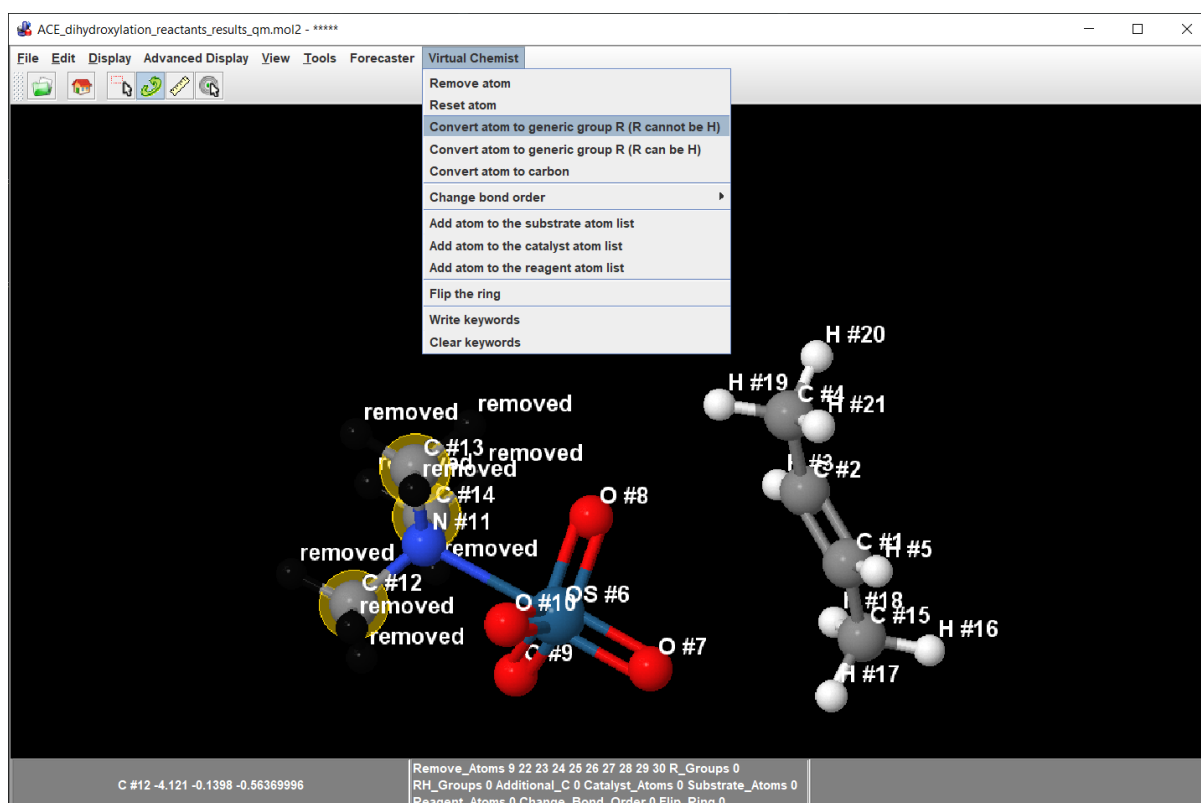 ACE_dihydroxylation_reactants_results_qm.mol2 - *****
File Edit Display Advanced Display View Tools Forecaster Virtual Chemist
Remove atom
Reset atom
Convert atom to generic group R (R cannot be H)
Convert atom to generic group R (R can be H)
Convert atom to carbon
Change bond order
Add atom to the substrate atom list
Add atom to the catalyst atom list
Add atom to the reagent atom list
Flip the ring
Write keywords
Clear keywords
H #20
H #19
C #4
H #21
removed
removed
C #13
removed
removed
C #2
C #14
O #8
N #11
removed
removed
C #1
H #5
C #12
OS #6
O #10
removed
C #15
H #16
removed
O #7
H #17
C #12 -4.121 -0.1398 -0.56369996
Remove_Atoms 9 22 23 24 25 26 27 28 29 30 R_Groups 0
RH_Groups 0 Additional_C 0 Catalyst_Atoms 0 Substrate_Atoms 0
Reagent_Atoms 0 Change_Bond_Order 0 Flip_Ring 0